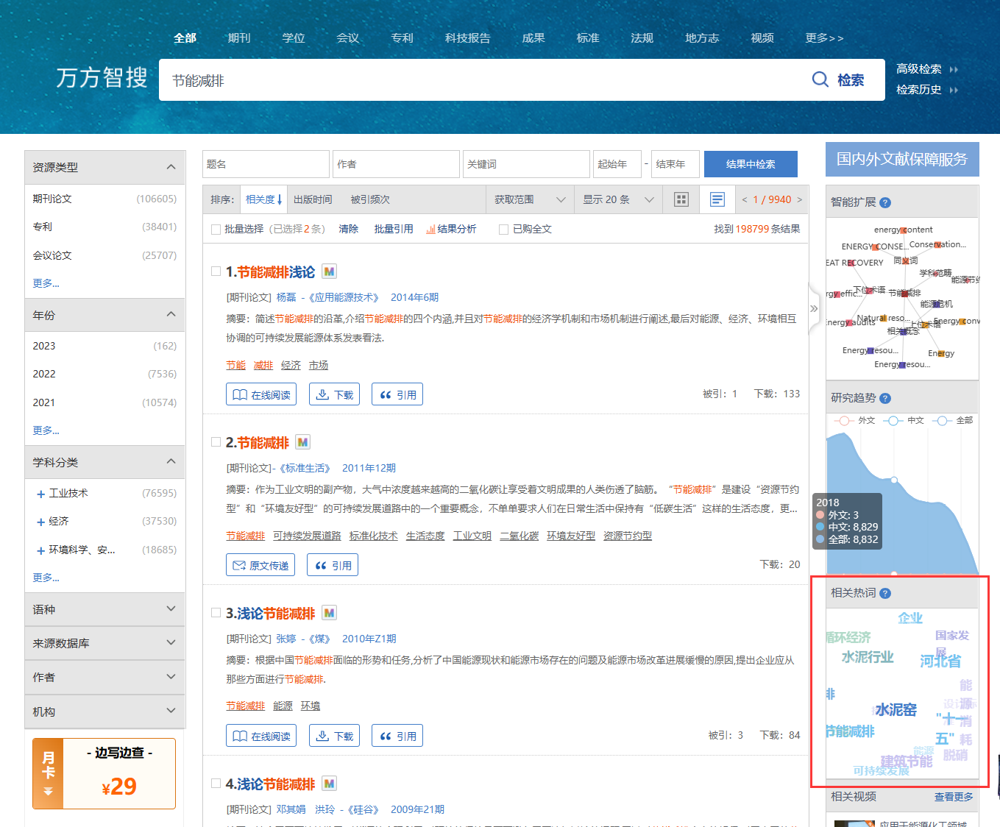 全部 期刊 学位 会议 专利 科技报告 成果 标准 法规 地方志 视频 更多>>
万方智搜
节能减排
检索
高级检索
检索历史
资源类型
期刊论文 (106605)
专利 (38401)
会议论文 (25707)
更多...
年份
2023 (162)
2022 (7536)
2021 (10574)
更多...
学科分类
工业技术 (76595)
经济 (37530)
环境科学、安... (18685)
更多...
语种
来源数据库
作者
机构
月卡
- 边写边查 -
¥29
题名 作者 关键词 起始年 - 结束年 结果中检索
排序: 相关度 出版时间 被引频次 获取范围 显示 20 条 < 1 / 9940 >
批量选择 (已选择2条) 清除 批量引用 结果分析 已购全文 找到198799条结果
1.节能减排浅论 M
[期刊论文] 杨磊 -《应用能源技术》 2014年6期
摘要：简述节能减排的沿革,介绍节能减排的四个内涵,并且对节能减排的经济学机制和市场机制进行阐述,最后对能源、经济、环境相互
协调的可持续发展能源体系发表看法.
节能 减排 经济 市场
在线阅读 下载 引用 被引：1 下载：133
2.节能减排 M
[期刊论文]-《标准生活》 2011年12期
摘要：作为工业文明的副产物，大气中浓度越来越高的二氧化碳让享受着文明成果的人类伤透了脑筋。“节能减排”是建设“资源节约
型”和“环境友好型”的可持续发展道路中的一个重要概念，不单单要求人们在日常生活中保持有“低碳生活”这样的生活态度，更...
节能减排 可持续发展道路 标准化技术 生活态度 工业文明 二氧化碳 环境友好型 资源节约型
原文传递 引用 下载：20
3.浅论节能减排 M
[期刊论文] 张婷 -《煤》 2010年Z1期
摘要：根据中国节能减排面临的形势和任务,分析了中国能源现状和能源市场存在的问题及能源市场改革进展缓慢的原因,提出企业应从
那些方面进行节能减排.
节能减排 能源 环境
在线阅读 下载 引用 被引：3 下载：84
4.浅论节能减排 M
[期刊论文] 邓其娟 洪玲 -《硅谷》 2009年21期
国内外文献保障服务
智能扩展 ?
energy content
ENERGY CONSE...
Conservation...
EAT RECOVERY
同义词
学科范畴
能源节约
下位术语
节能减排
rgy effic...
能源危机
Natural reso...
nergy audits
上位术语
Energy conv
相关概念
Energy resou...
Energy
Energy resou...
研究趋势 ?
外文 中文 全部
2018
外文: 3
中文: 8,829
全部: 8,832
相关热词 ?
企业
循环经济
国家发展
水泥行业
河北省
排
能源消耗
水泥窑
"十一五"
节能减排
能源
脱硝
建筑节能
可持续发展
相关视频 查看更多
应用于能源化工领域